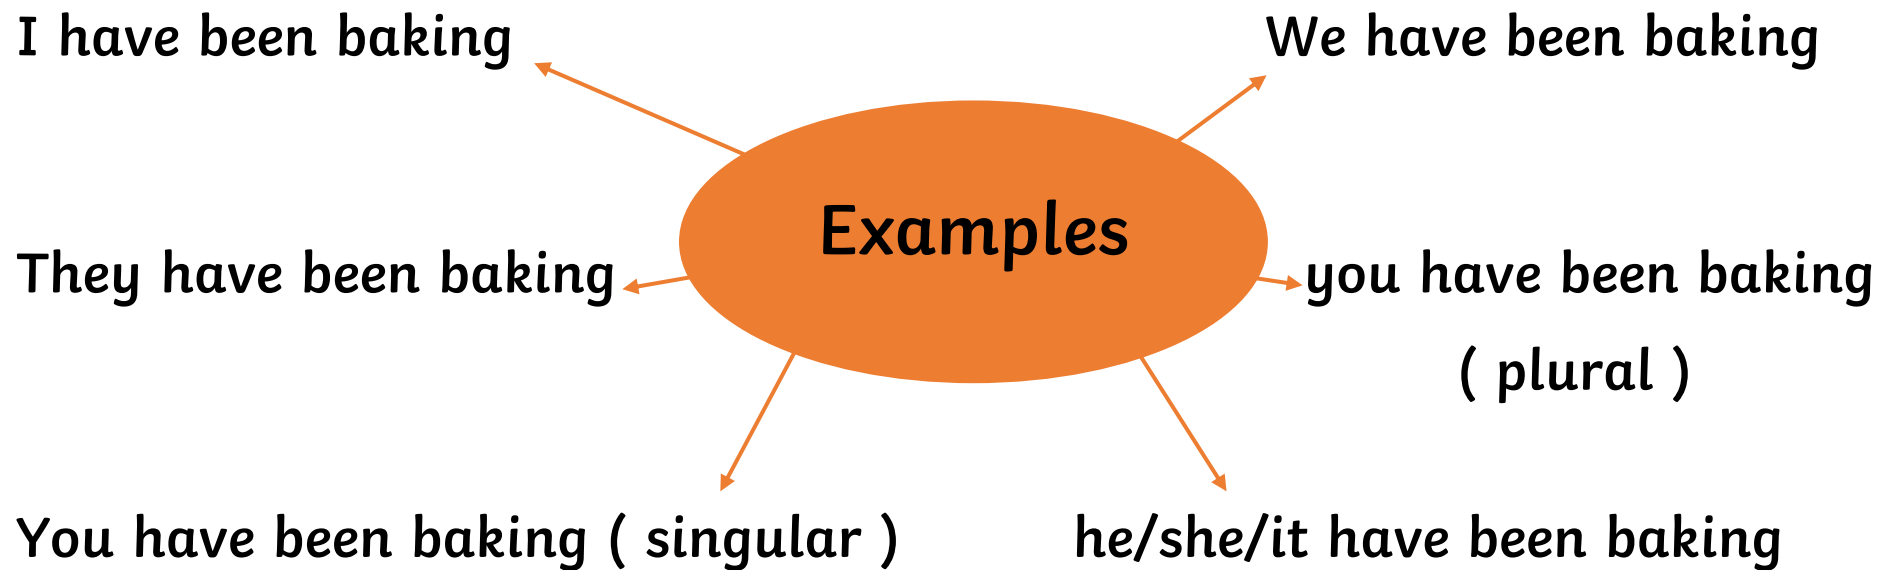 I have been baking
We have been baking
Examples
They have been baking
you have been baking
( plural )
You have been baking ( singular )
he/she/it have been baking